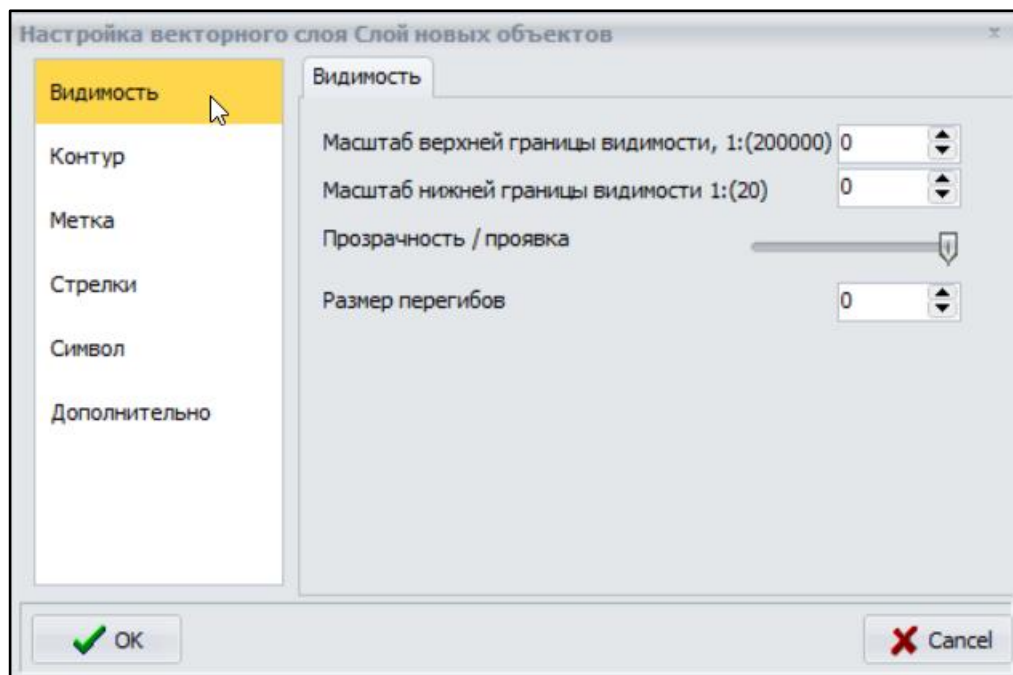 Настройка векторного слоя Слой новых объектов
Видимость
Контур
Метка
Стрелки
Символ
Дополнительно
Видимость
Масштаб верхней границы видимости, 1:(200000) 0
Масштаб нижней границы видимости 1:(20) 0
Прозрачность / проявка
Размер перегибов 0
OK
Cancel